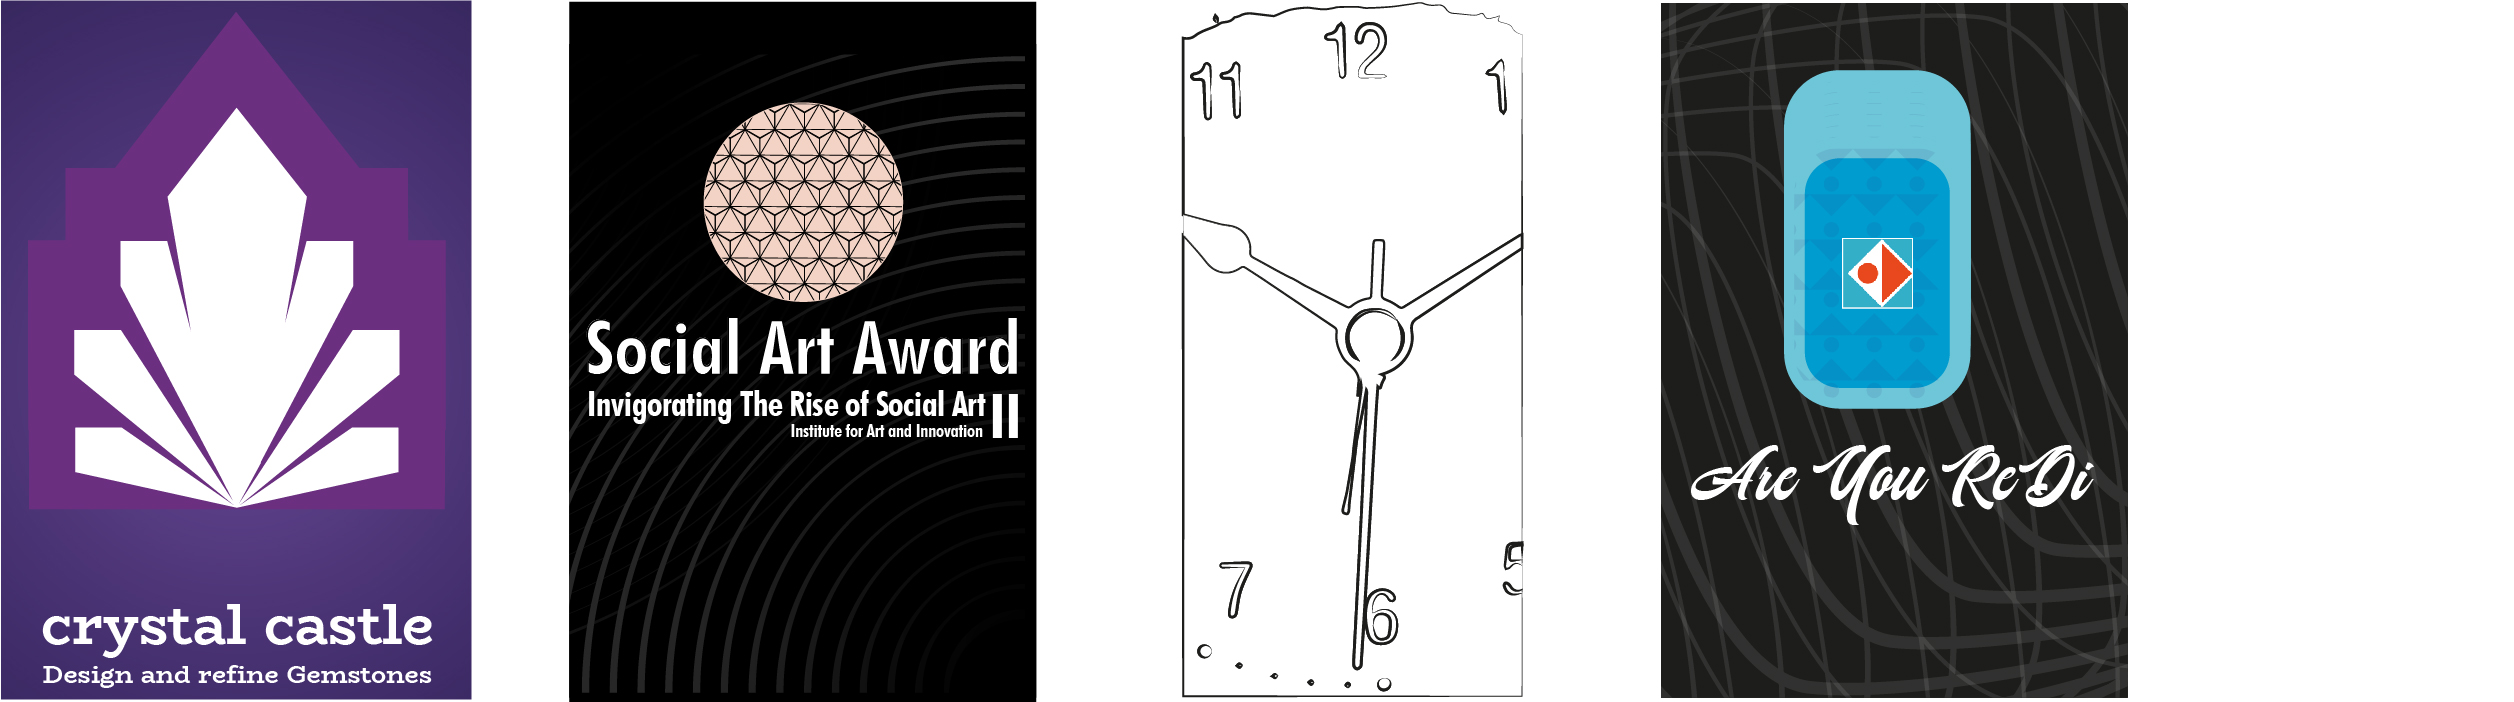 crystal castle
Design and refine Gemstones
Social Art Award
Invigorating The Rise of Social Art
II
Institute for Art and Innovation
12
11
1
7
6
5
Are You ReDi